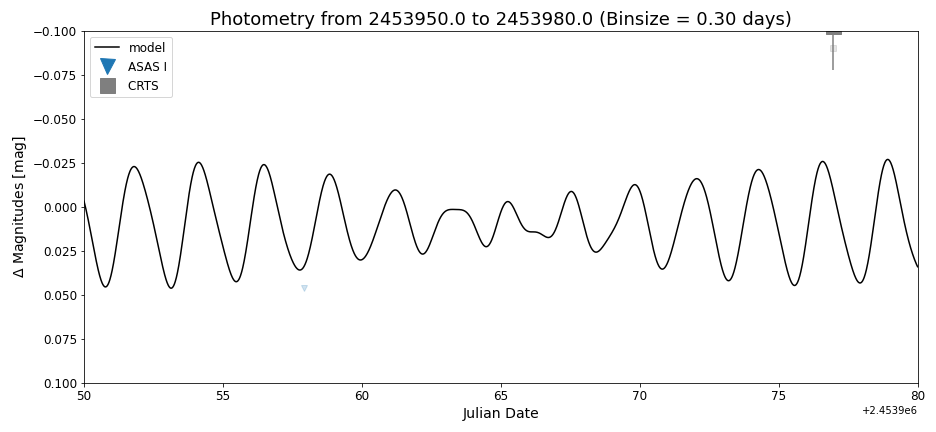 Photometry from 2453950.0 to 2453980.0 (Binsize = 0.30 days)
−0.100
−0.075
−0.050
−0.025
0.000
0.025
0.050
0.075
0.100
Δ Magnitudes [mag]
model
ASAS I
CRTS
50
55
60
65
70
75
80
+2.4539e6
Julian Date